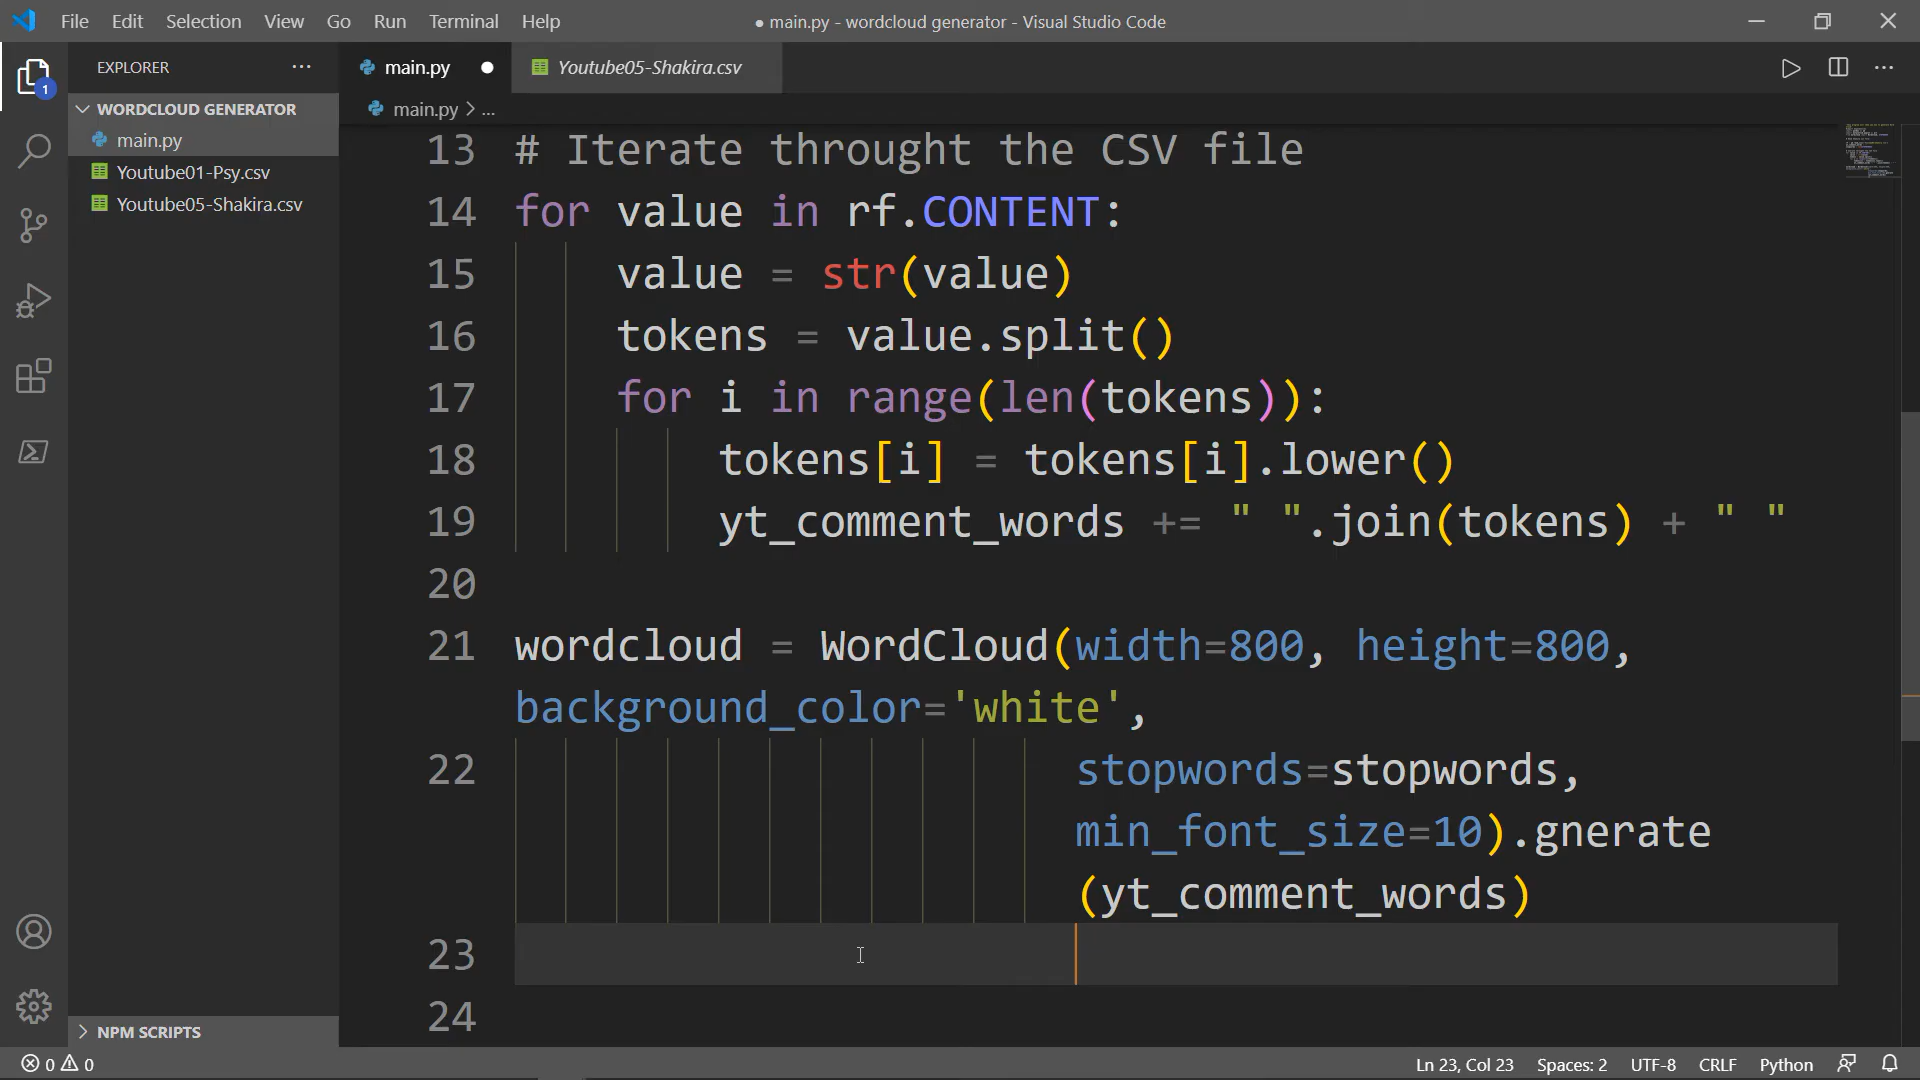 File Edit Selection View Go Run Terminal Help
● main.py - wordcloud generator - Visual Studio Code
1
EXPLORER ...
WORDCLOUD GENERATOR
main.py
Youtube01-Psy.csv
Youtube05-Shakira.csv
NPM SCRIPTS
main.py
Youtube05-Shakira.csv
main.py > ...
13 # Iterate throught the CSV file
14 for value in rf.CONTENT:
15 value = str(value)
16 tokens = value.split()
17 for i in range(len(tokens)):
18 tokens[i] = tokens[i].lower()
19 yt_comment_words += " ".join(tokens) + " "
20
21 wordcloud = WordCloud(width=800, height=800,
background_color='white',
22 stopwords=stopwords,
min_font_size=10).gnerate
(yt_comment_words)
23
24
0 0
Ln 23, Col 23 Spaces: 2 UTF-8 CRLF Python